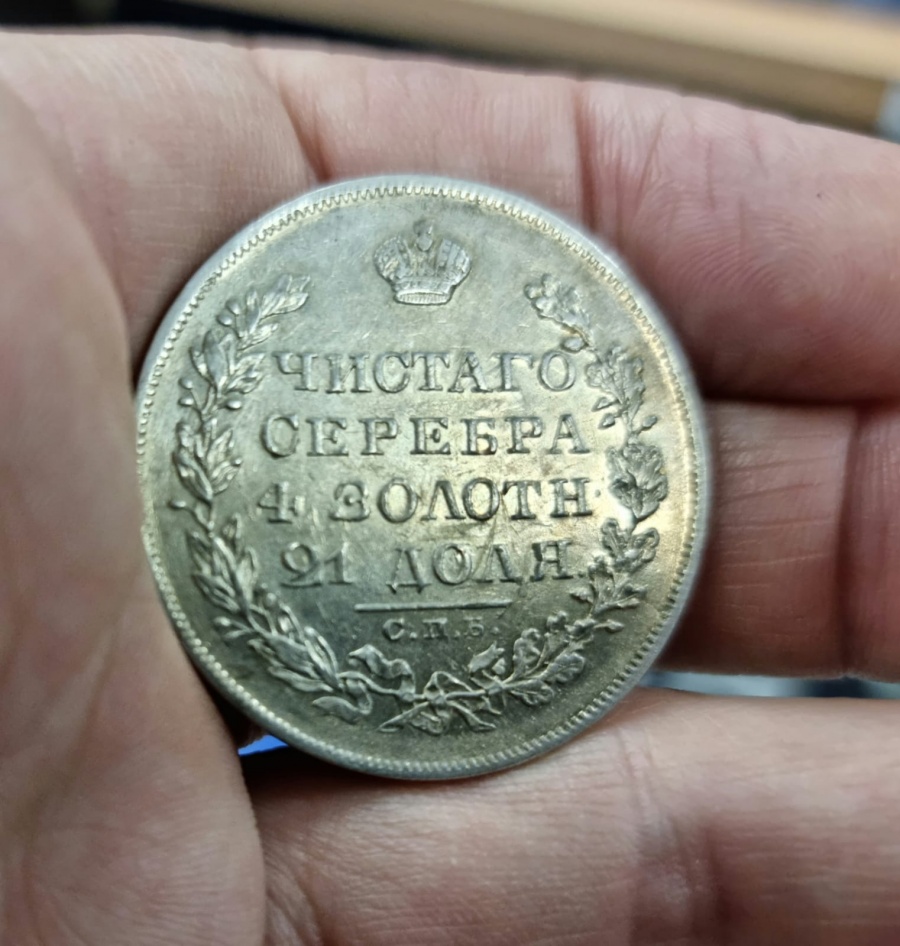 ЧИСТАГО
СЕРЕБРА
4. ЗОЛОТН
21 ДОЛЯ.
С.П.Б.